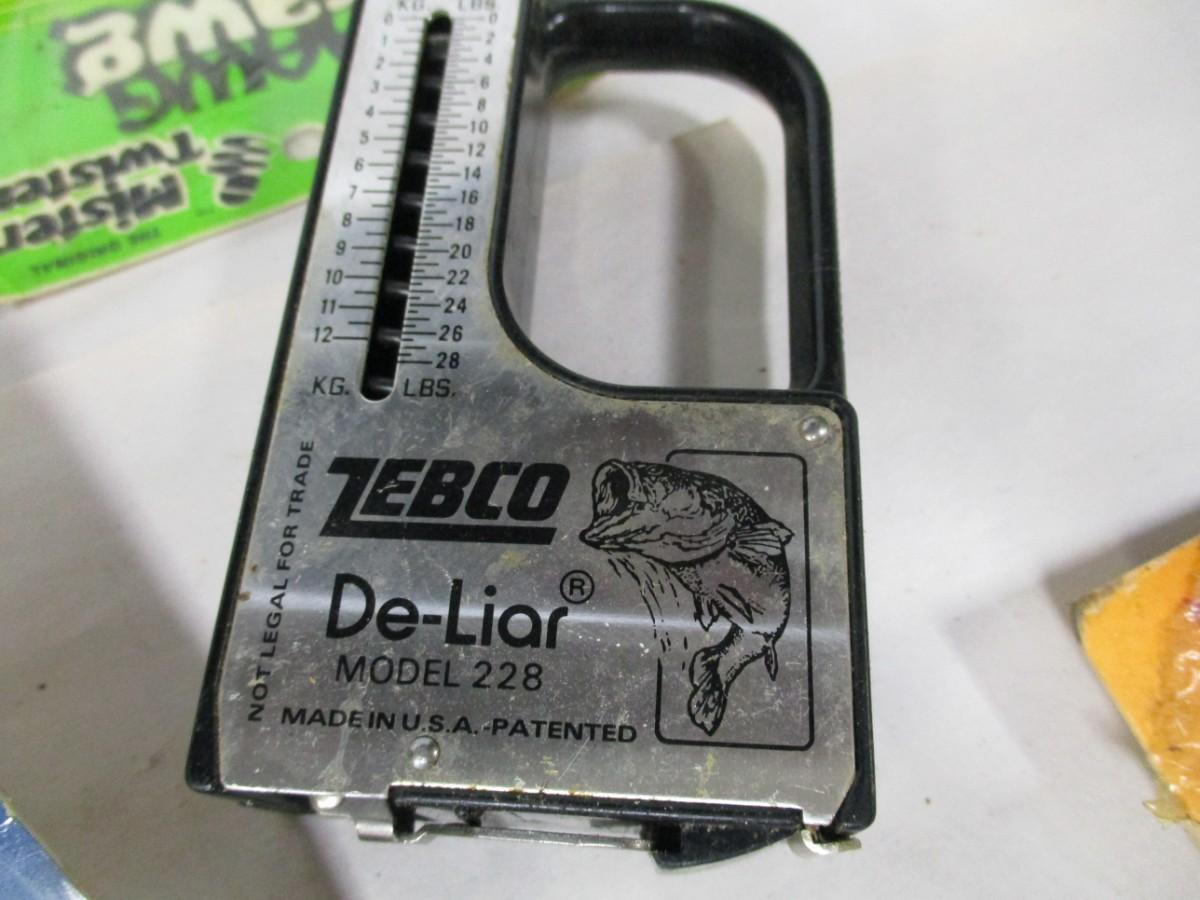 KG. LBS.
0 0
1 2
2 4
3 6
4 8
5 10
6 12
7 14
8 16
9 18
10 20
11 22
12 24
26
28
KG. LBS.
NOT LEGAL FOR TRADE
ZEBCO
De-Liar®
MODEL 228
MADE IN U.S.A.-PATENTED
THE ORIGINAL
Mister
Twister